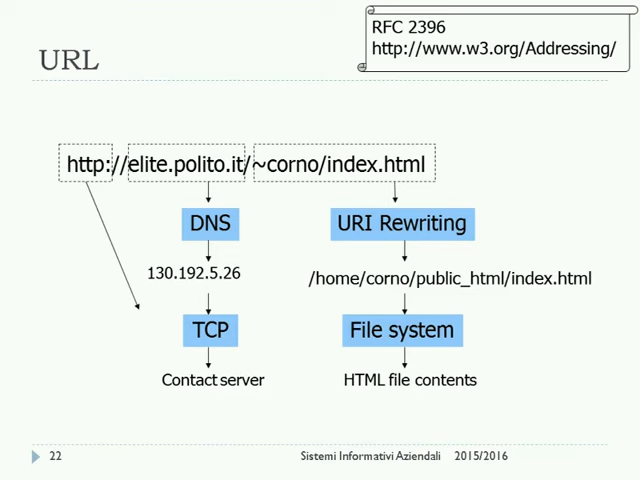 RFC 2396
http://www.w3.org/Addressing/
URL
http://elite.polito.it/~corno/index.html
DNS
URI Rewriting
130.192.5.26
/home/corno/public_html/index.html
TCP
File system
Contact server
HTML file contents
22
Sistemi Informativi Aziendali
2015/2016